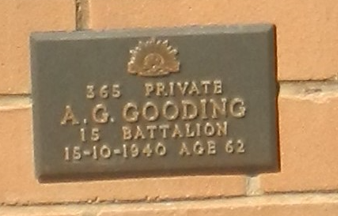 365 PRIVATE
A. G. GOODING
15 BATTALION
15-10-1940 AGE 62